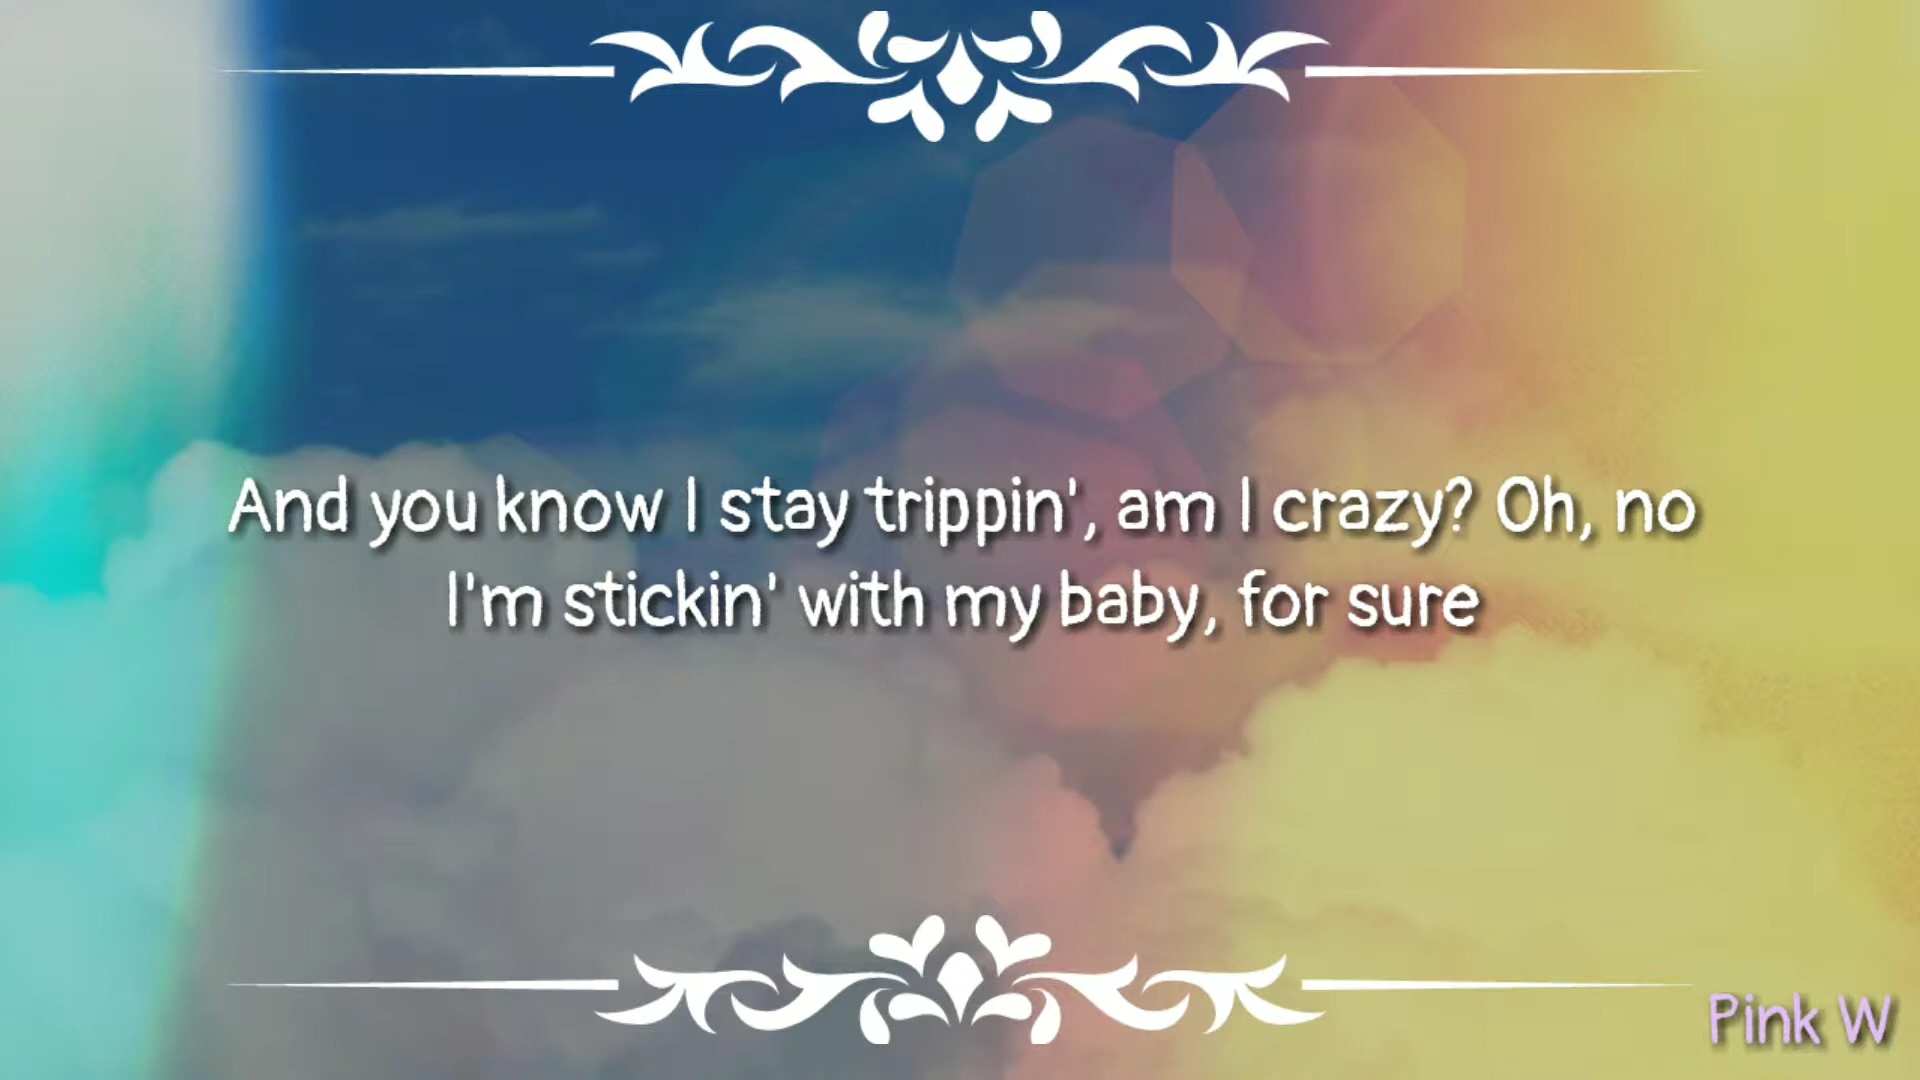 And you know I stay trippin', am I crazy? Oh, no
I'm stickin' with my baby, for sure
Pink W